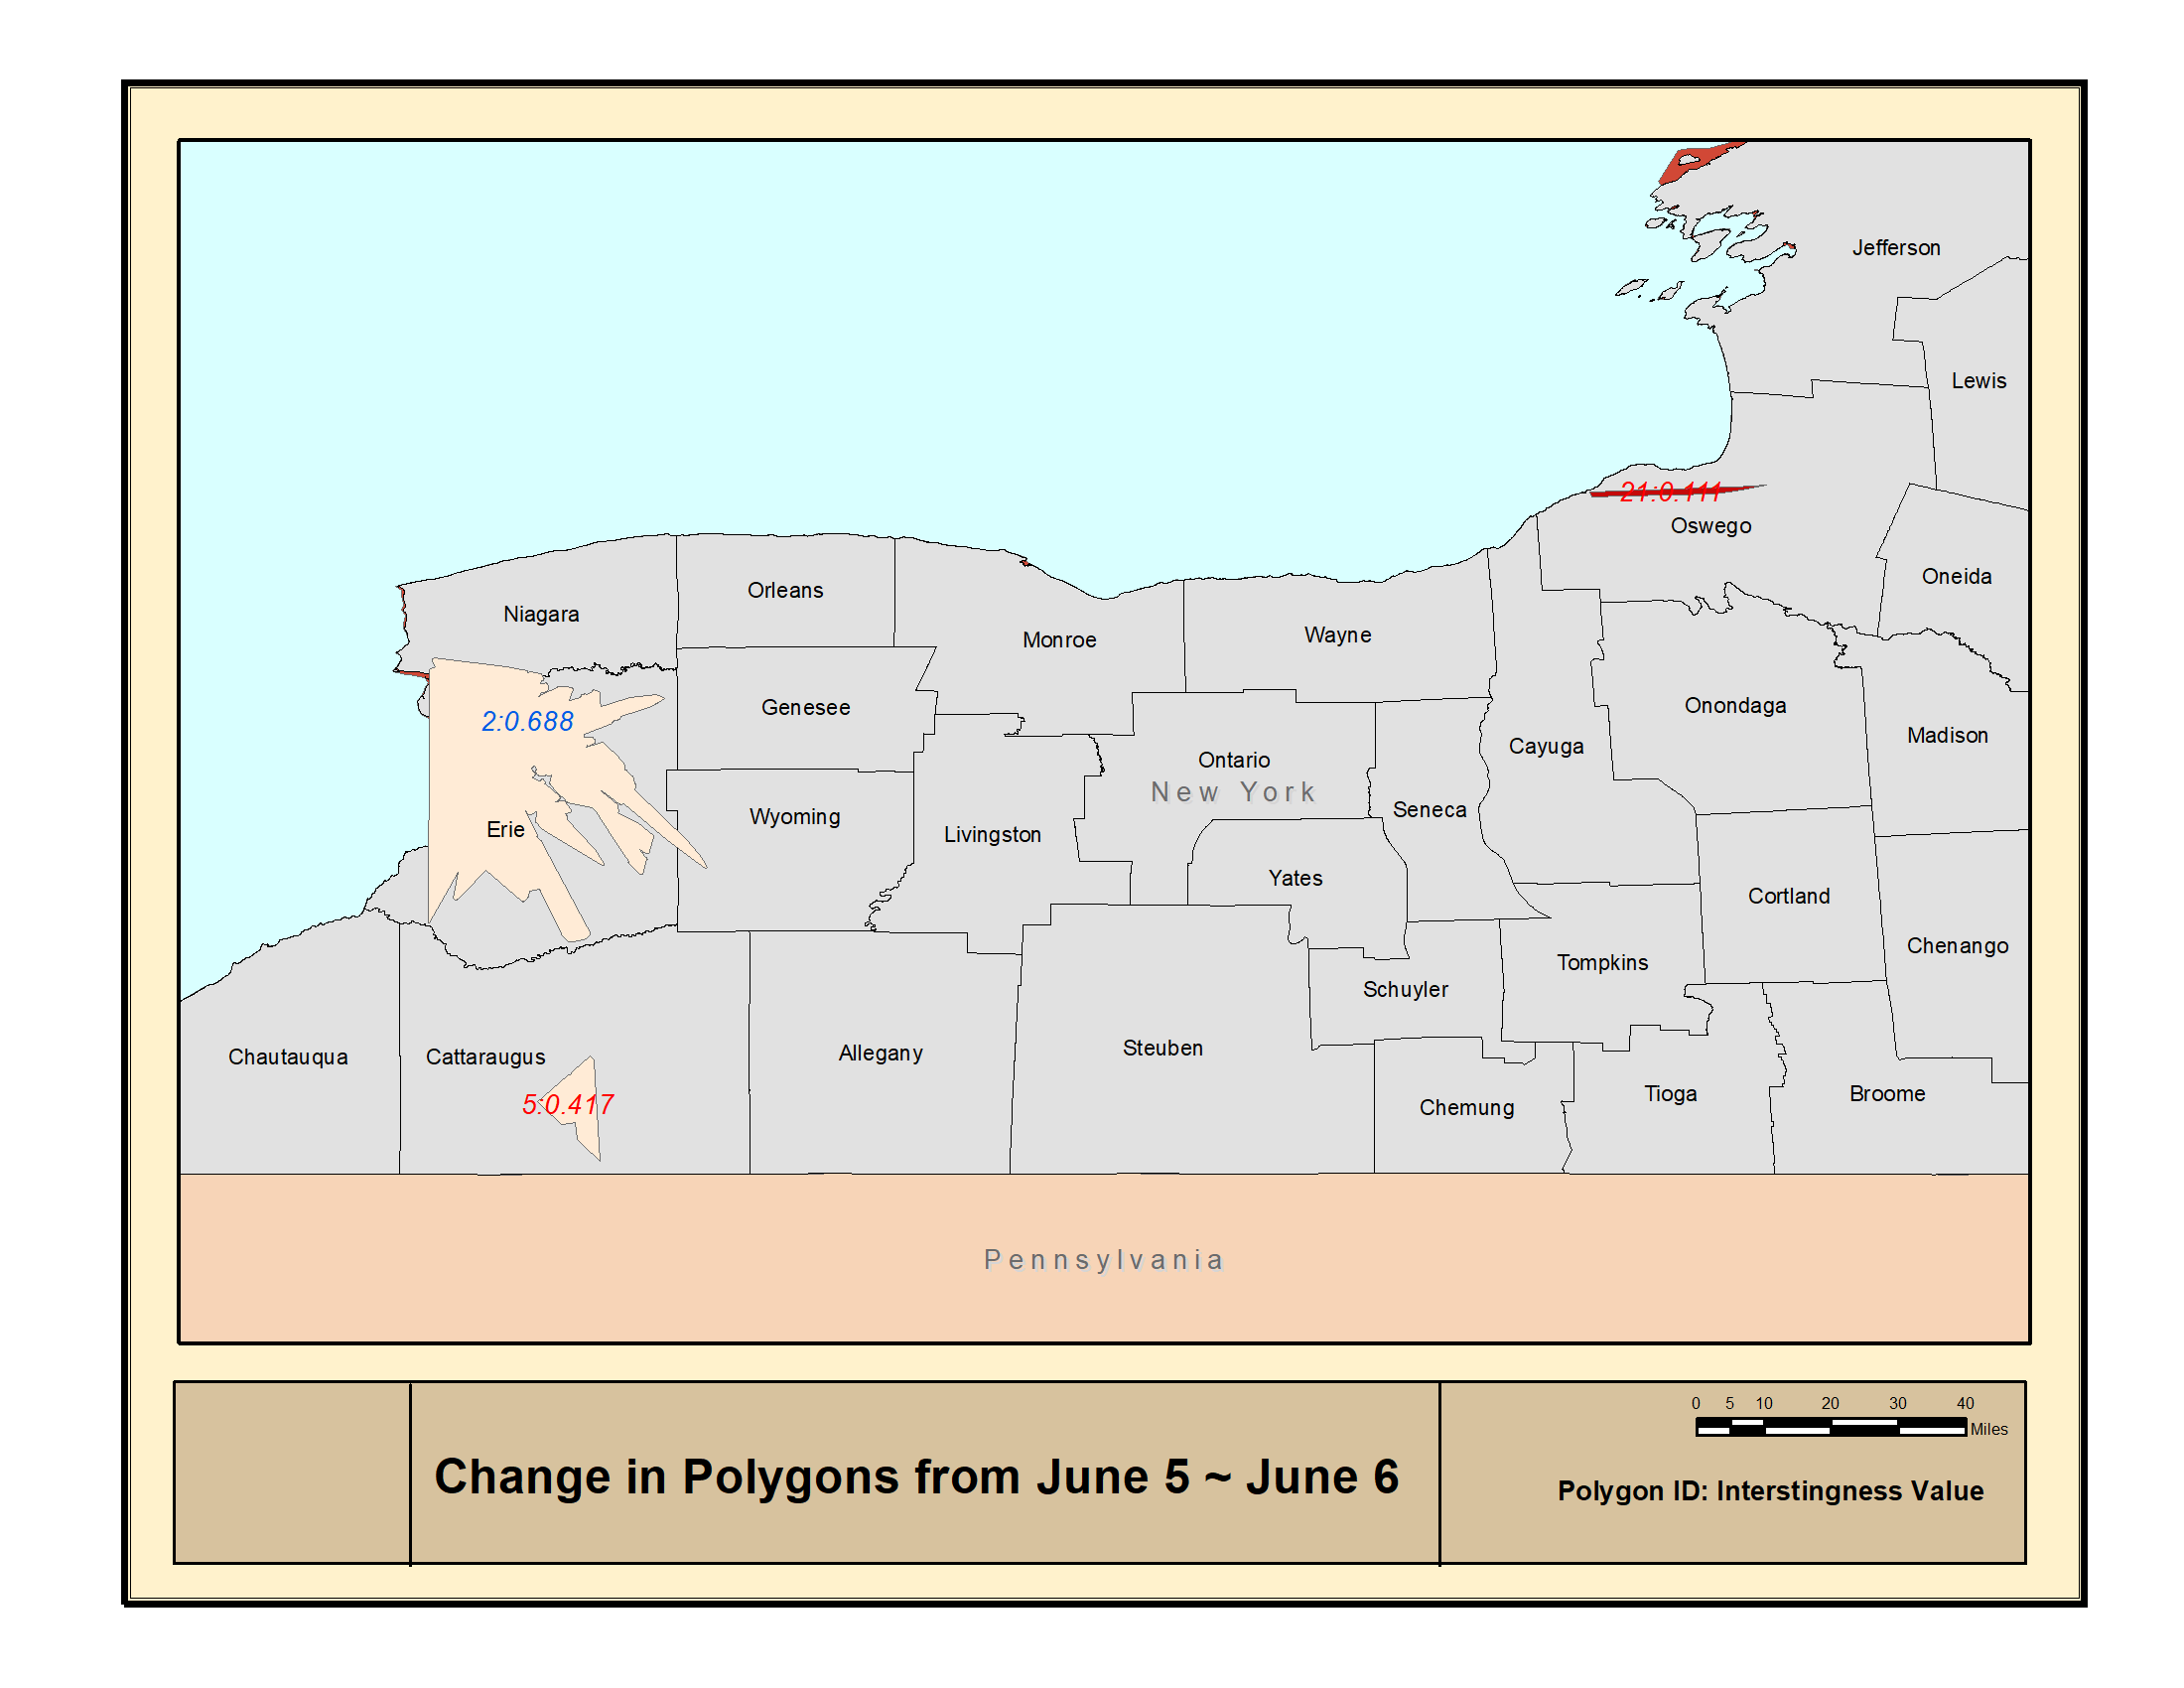 Jefferson
Lewis
21:0.111
Oswego
Oneida
Orleans
Niagara
Monroe
Wayne
Genesee
Onondaga
2:0.688
Madison
Cayuga
Ontario
New York
Seneca
Wyoming
Erie
Livingston
Yates
Cortland
Chenango
Tompkins
Schuyler
Steuben
Allegany
Chautauqua
Cattaraugus
Tioga
Broome
5:0.417
Chemung
Pennsylvania
0 5 10 20 30 40
Miles
Change in Polygons from June 5 ~ June 6
Polygon ID: Interstingness Value